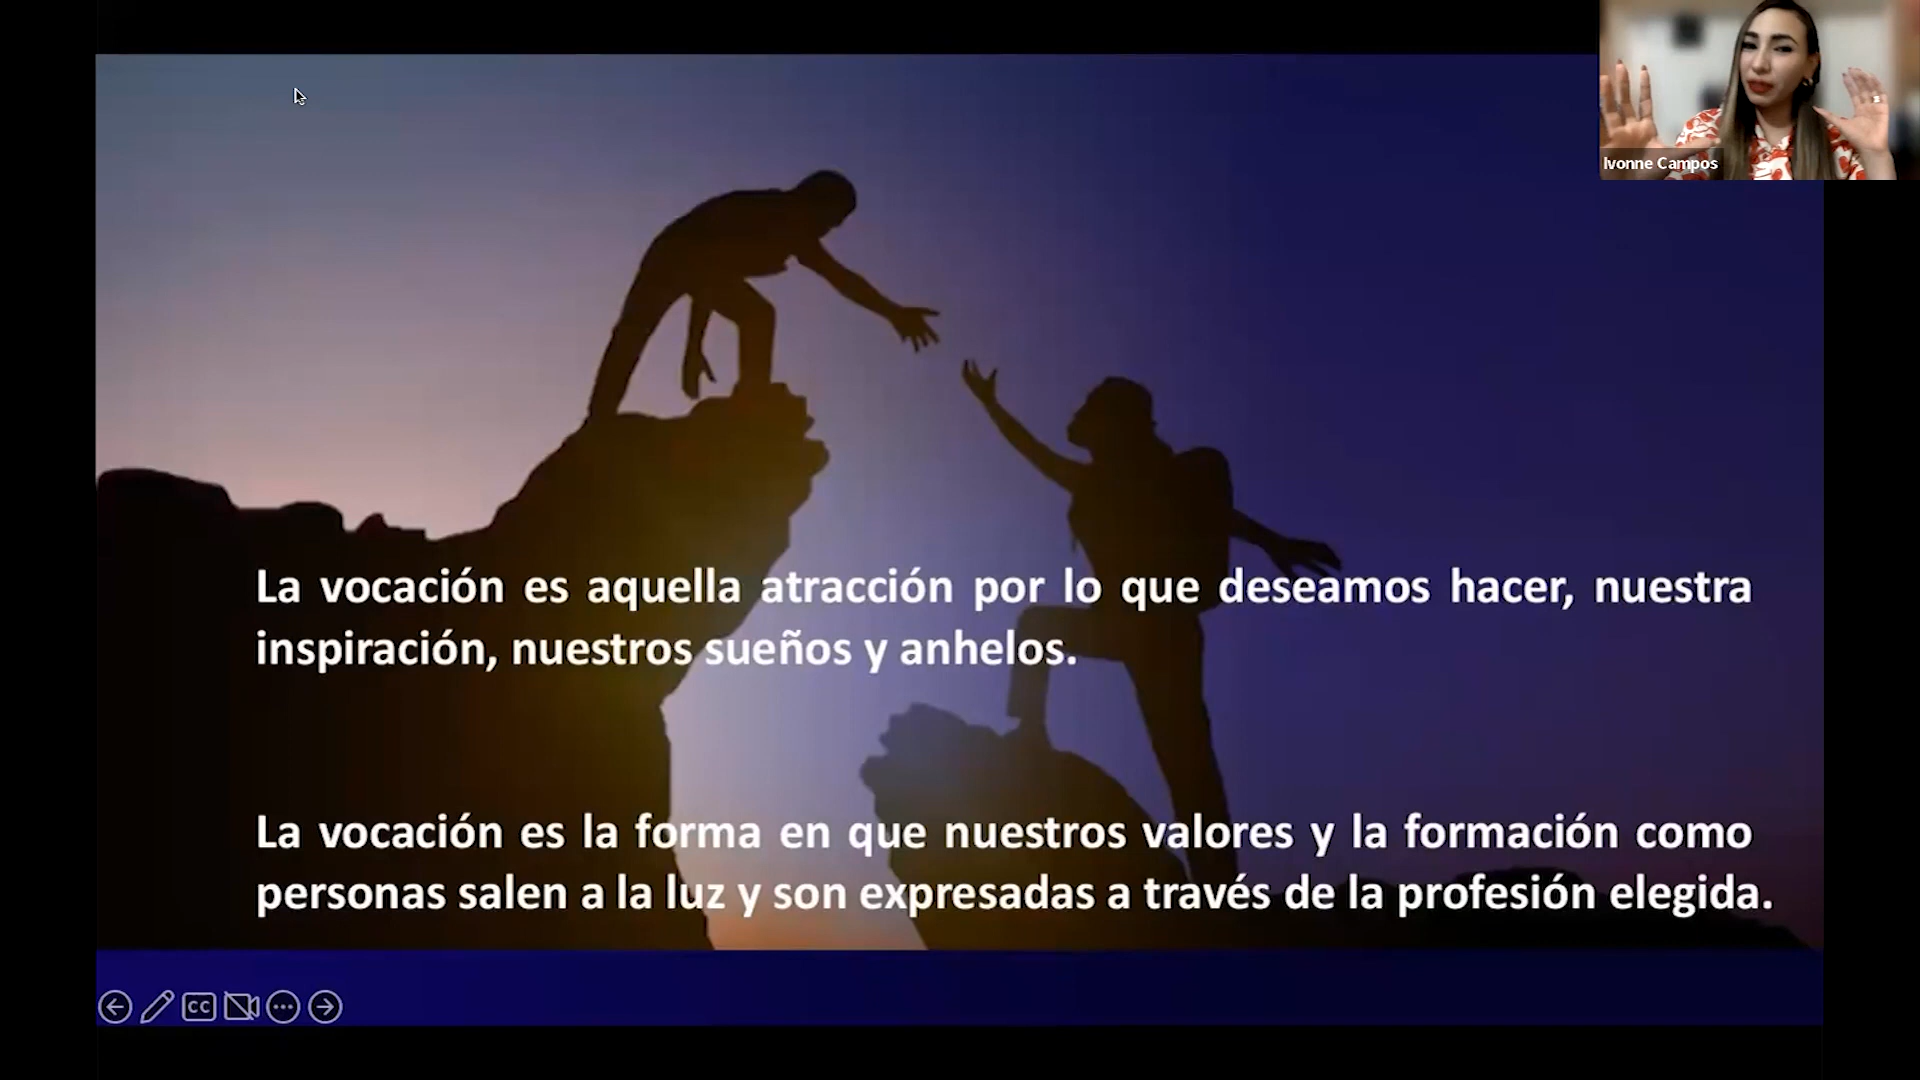 Ivonne Campos
La vocación es aquella atracción por lo que deseamos hacer, nuestra
inspiración, nuestros sueños y anhelos.
La vocación es la forma en que nuestros valores y la formación como
personas salen a la luz y son expresadas a través de la profesión elegida.
CC